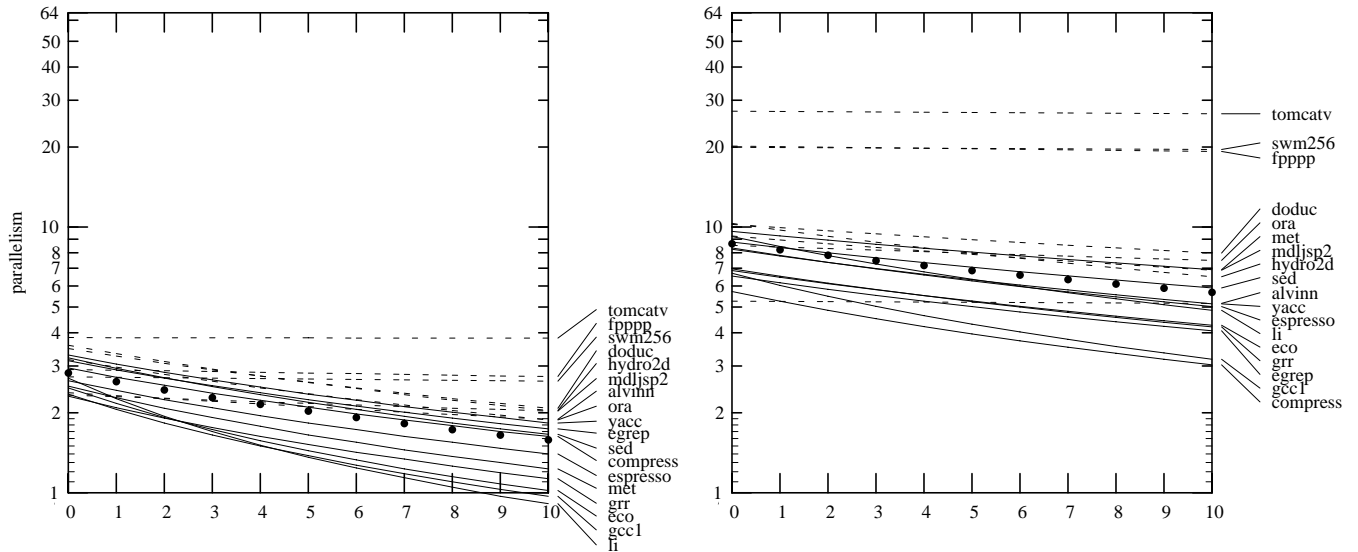 64
50
40
30
20
10
8
7
6
5
4
3
2
1
parallelism
0 1 2 3 4 5 6 7 8 9 10
tomcatv
fpppp
swm256
doduc
hydro2d
mdljsp2
alvinn
ora
yacc
egrep
sed
compress
espresso
met
grr
eco
gcc1
li
64
50
40
30
20
10
8
7
6
5
4
3
2
1
0 1 2 3 4 5 6 7 8 9 10
tomcatv
swm256
fpppp
doduc
ora
met
mdljsp2
hydro2d
sed
alvinn
yacc
espresso
li
eco
grr
egrep
gcc1
compress